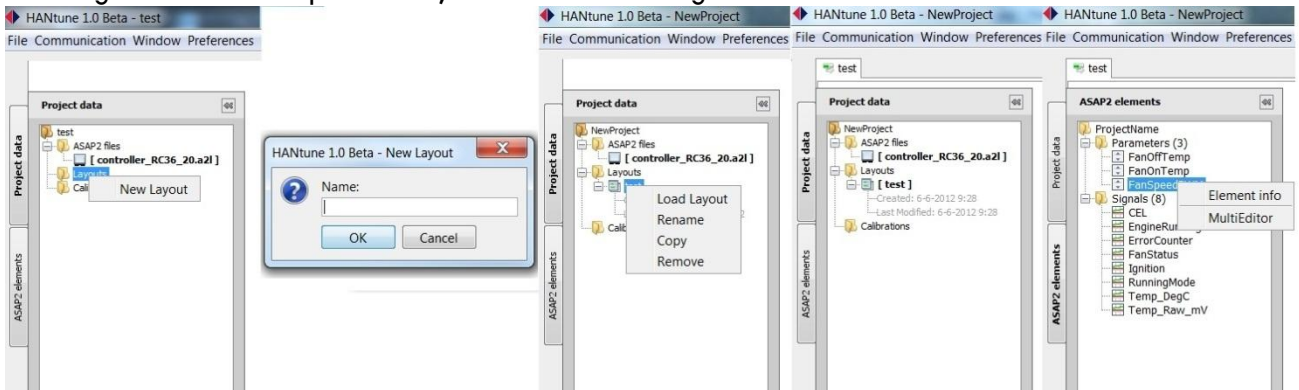 HANtune 1.0 Beta - test
File Communication Window Preferences
Project data
Project data
ASAP2 elements
test
ASAP2 files
[ controller_RC36_20.a2l ]
Layouts
New Layout
HANtune 1.0 Beta - New Layout
Name:
OK Cancel
HANtune 1.0 Beta - NewProject
File Communication Window Preferences
Project data
Project data
ASAP2 elements
NewProject
ASAP2 files
[ controller_RC36_20.a2l ]
Layouts
Load Layout
Rename
Copy
Remove
HANtune 1.0 Beta - NewProject
File Communication Window Preferences
test
Project data
Project data
ASAP2 elements
NewProject
ASAP2 files
[ controller_RC36_20.a2l ]
Layouts
[ test ]
Created: 6-6-2012 9:28
Last Modified: 6-6-2012 9:28
Calibrations
HANtune 1.0 Beta - NewProject
File Communication Window Preferences
test
ASAP2 elements
Project data
ASAP2 elements
ProjectName
Parameters (3)
FanOffTemp
FanOnTemp
Element info
MultiEditor
Signals (8)
CEL
ErrorCounter
FanStatus
Ignition
RunningMode
Temp_DegC
Temp_Raw_mV